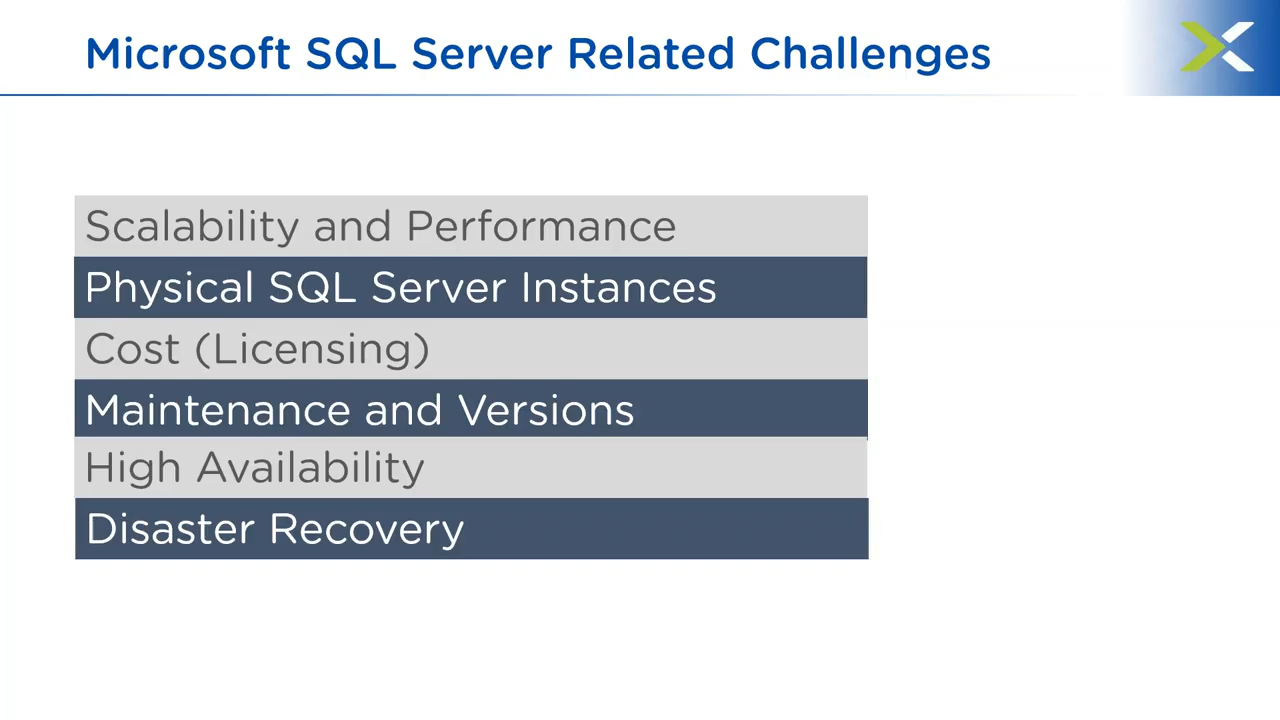 Microsoft SQL Server Related Challenges
Scalability and Performance
Physical SQL Server Instances
Cost (Licensing)
Maintenance and Versions
High Availability
Disaster Recovery